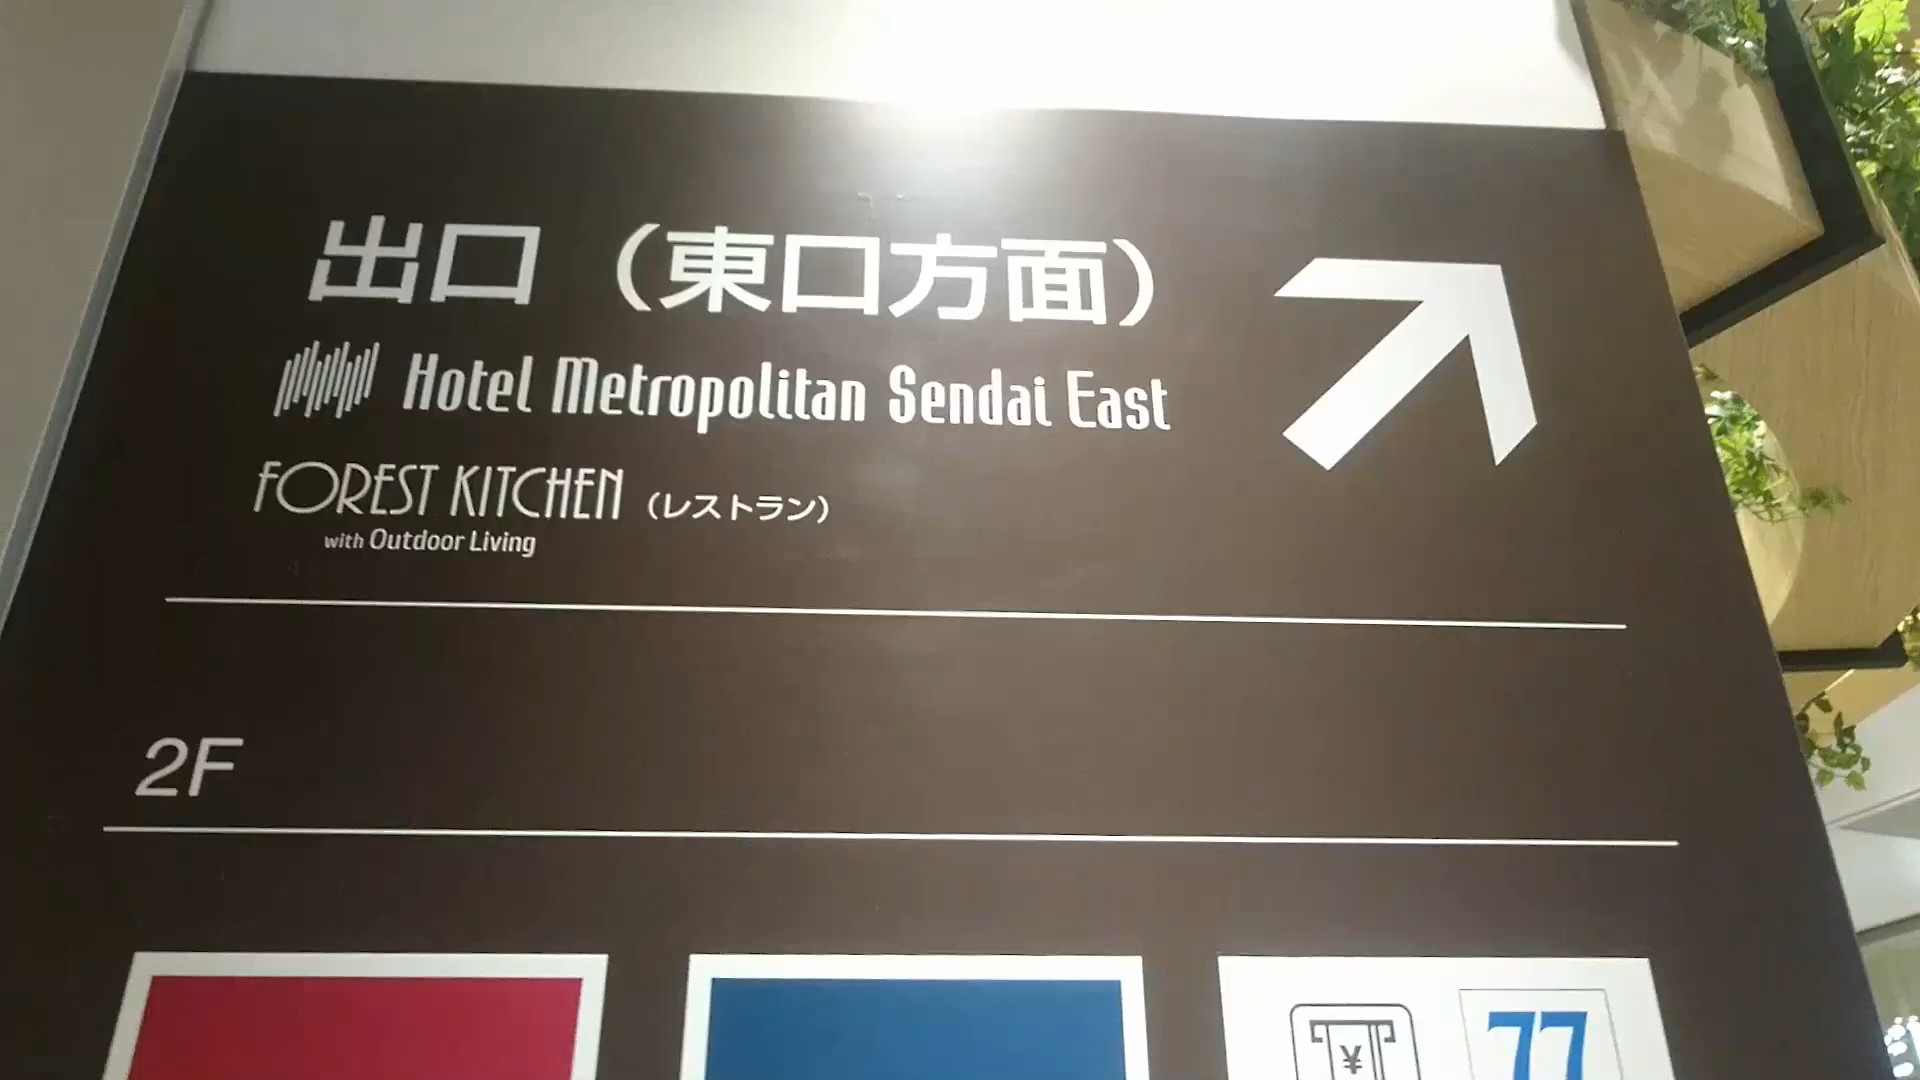 出口（東口方面）
Hotel Metropolitan Sendai East
FOREST KITCHEN（レストラン）
with Outdoor Living
2F
¥
77